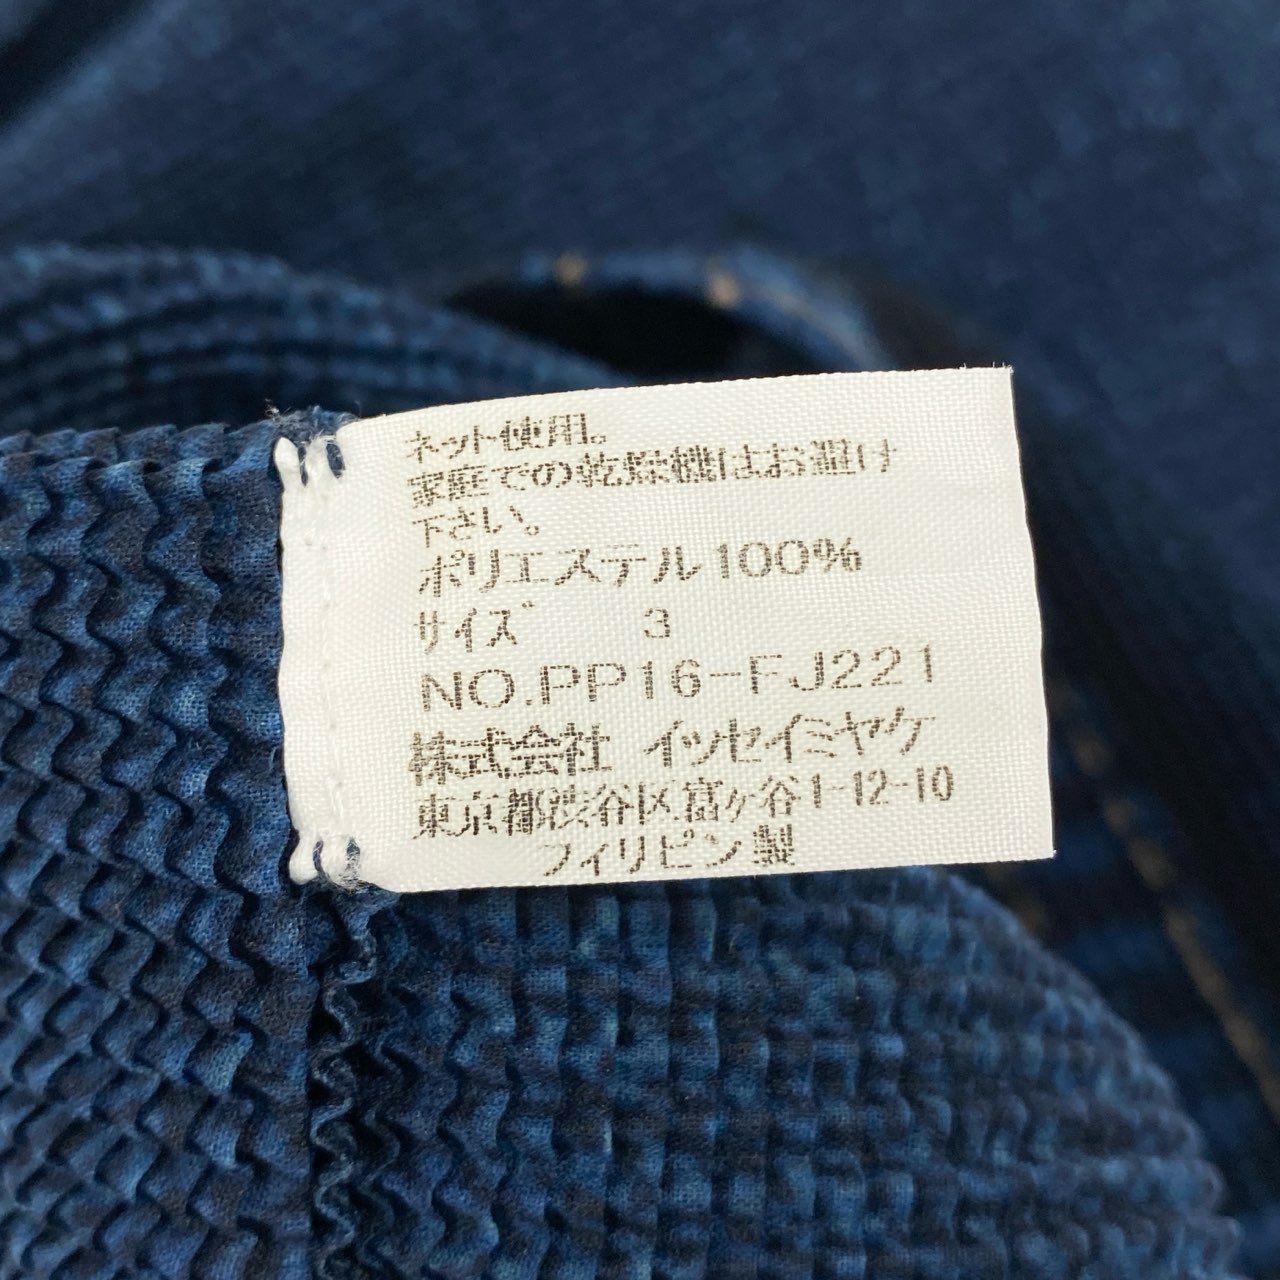 ネット使用。
家庭での乾燥機はお避け
下さい。
ポリエステル100%
サイズ 3
NO.PP16-FJ221
株式会社 イッセイミヤケ
東京都渋谷区富ヶ谷1-12-10
フィリピン製